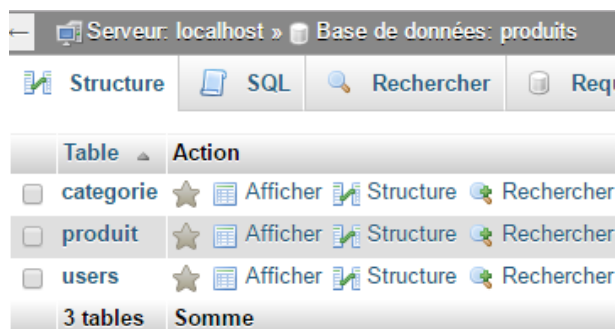 ← Serveur: localhost » Base de données: produits
Structure SQL Rechercher
Table Action
categorie Afficher Structure Rechercher
produit Afficher Structure Rechercher
users Afficher Structure Rechercher
3 tables Somme